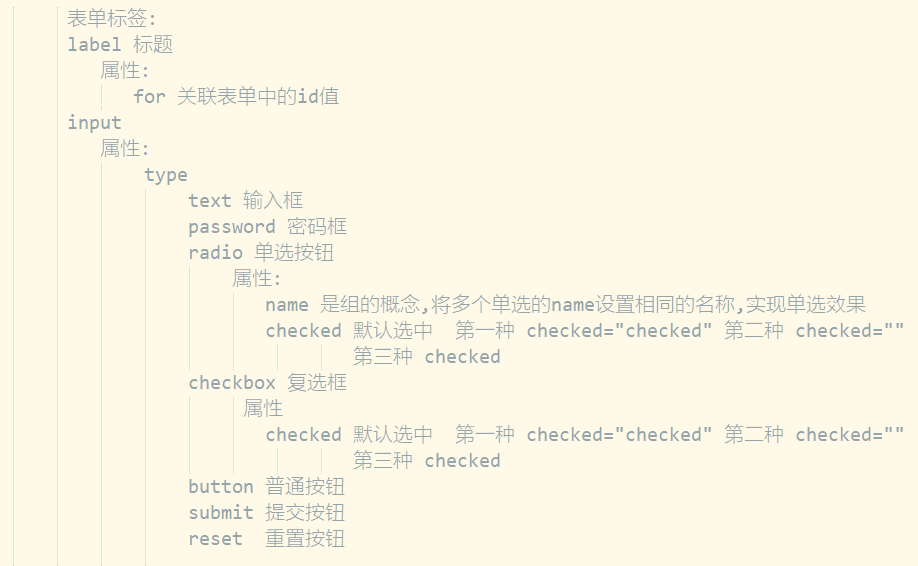 表单标签:
label 标题
属性:
for 关联表单中的id值
input
属性:
type
text 输入框
password 密码框
radio 单选按钮
属性:
name 是组的概念,将多个单选的name设置相同的名称,实现单选效果
checked 默认选中  第一种 checked="checked" 第二种 checked=""
第三种 checked
checkbox 复选框
属性
checked 默认选中  第一种 checked="checked" 第二种 checked=""
第三种 checked
button 普通按钮
submit 提交按钮
reset  重置按钮